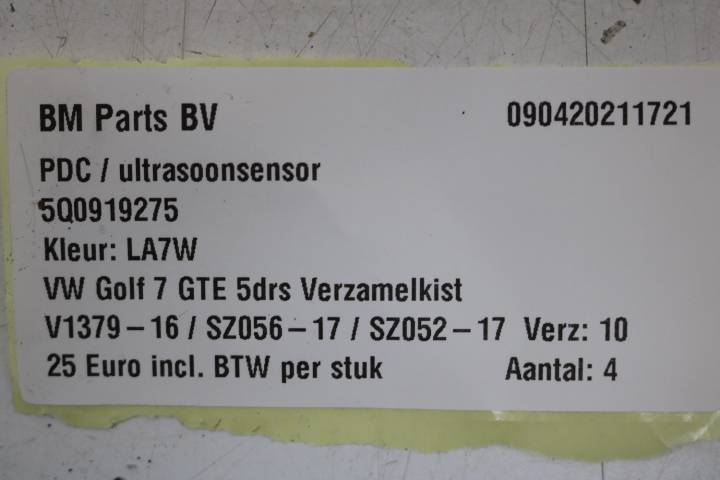 BM Parts BV 090420211721
PDC / ultrasoonsensor
5Q0919275
Kleur: LA7W
VW Golf 7 GTE 5drs Verzamelkist
V1379-16 / SZ056-17 / SZ052-17 Verz: 10
25 Euro incl. BTW per stuk Aantal: 4